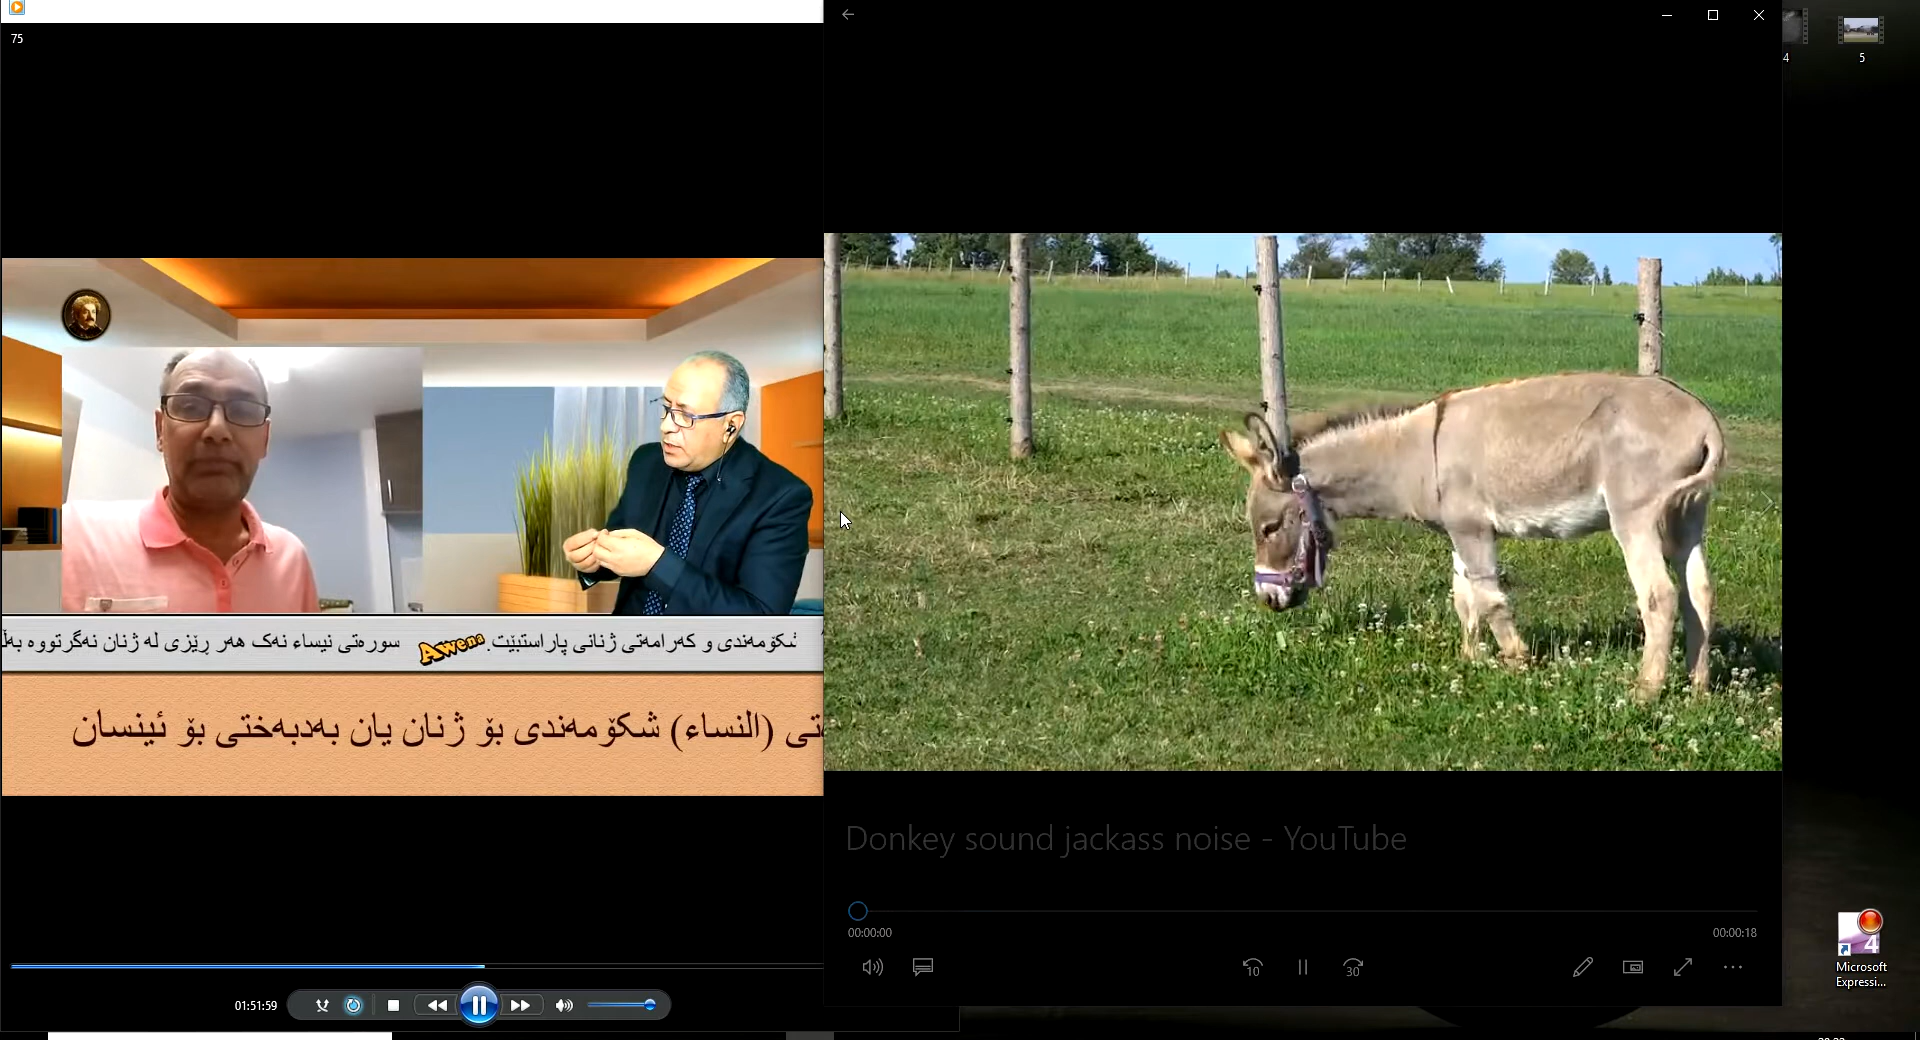 75
4
5
شکۆمەندی و کەرامەتی ژنانی پاراستبێت. Awena سورەتی نیساء نەک هەر ڕێزی لە ژنان نەگرتووە
تی (النساء) شکۆمەندی بۆ ژنان یان بەدبەختی بۆ ئینسان
Donkey sound jackass noise - YouTube
00:00:00
00:00:18
10
30
01:51:59
4
Microsoft
Expressi...